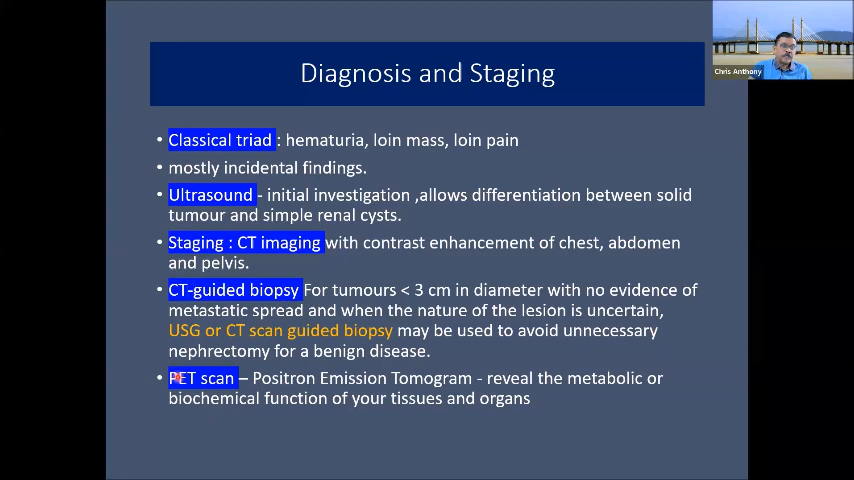 Diagnosis and Staging
Chris Anthony
• Classical triad : hematuria, loin mass, loin pain
• mostly incidental findings.
• Ultrasound - initial investigation ,allows differentiation between solid
tumour and simple renal cysts.
• Staging : CT imaging with contrast enhancement of chest, abdomen
and pelvis.
• CT-guided biopsy For tumours < 3 cm in diameter with no evidence of
metastatic spread and when the nature of the lesion is uncertain,
USG or CT scan guided biopsy may be used to avoid unnecessary
nephrectomy for a benign disease.
• PET scan – Positron Emission Tomogram - reveal the metabolic or
biochemical function of your tissues and organs